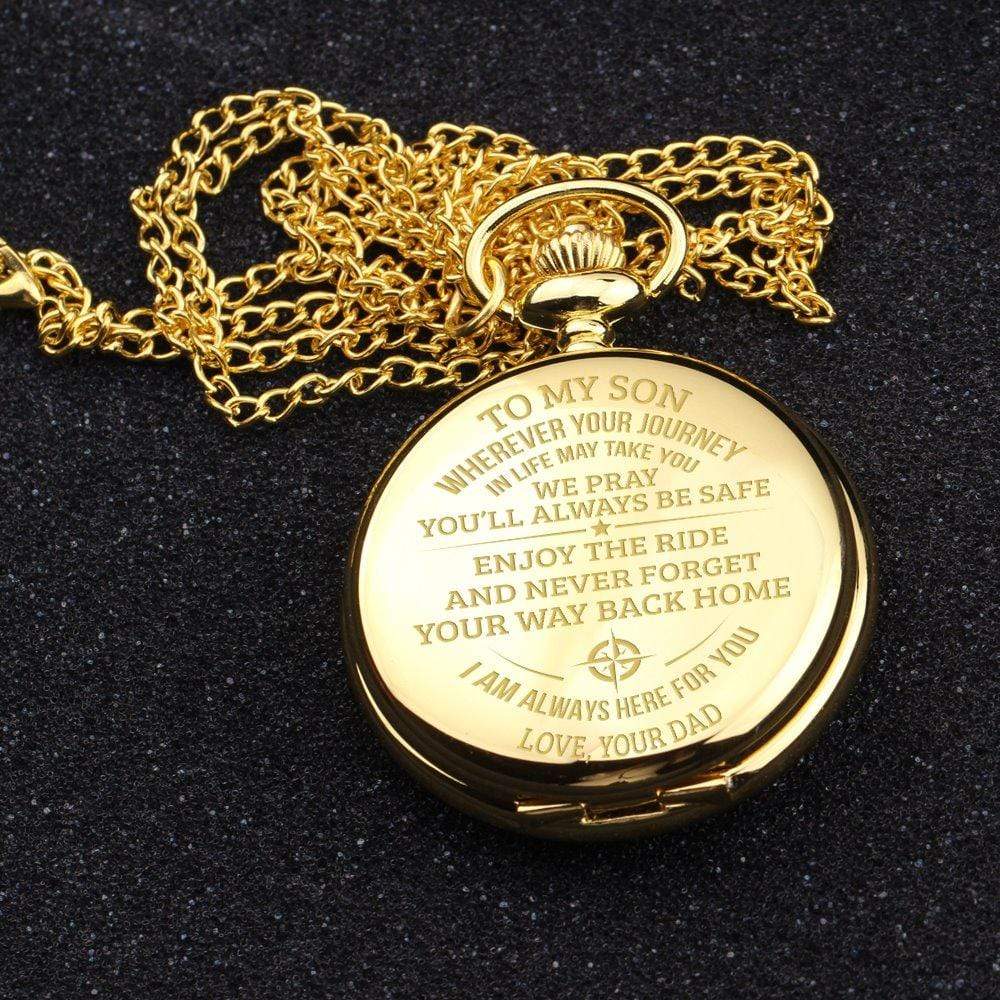 TO MY SON
WHEREVER YOUR JOURNEY
IN LIFE MAY TAKE YOU
WE PRAY
YOU'LL ALWAYS BE SAFE
ENJOY THE RIDE
AND NEVER FORGET
YOUR WAY BACK HOME
I AM ALWAYS HERE FOR YOU
LOVE, YOUR DAD